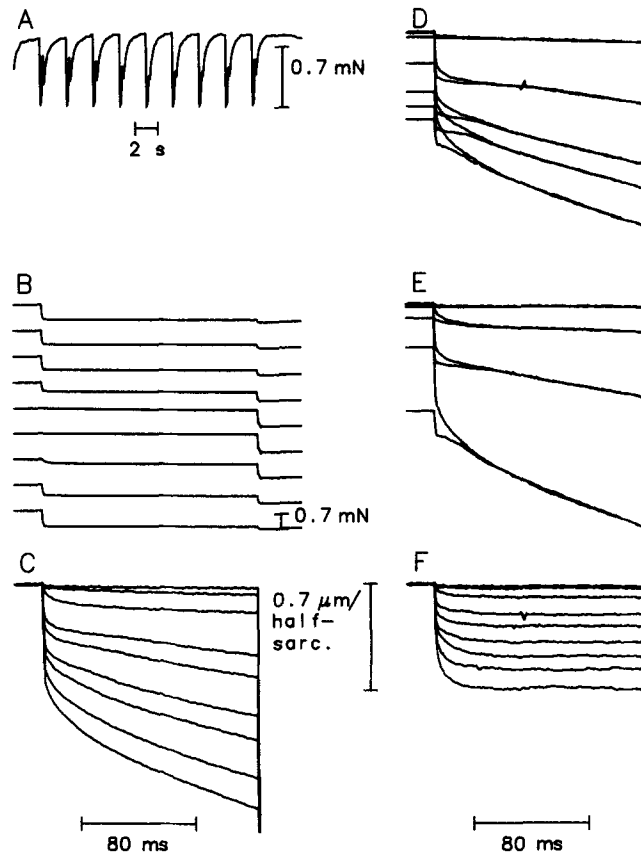 A
0.7 mN
2 s
B
0.7 mN
C
0.7 μm/
half-
sarc.
80 ms
D
E
F
80 ms